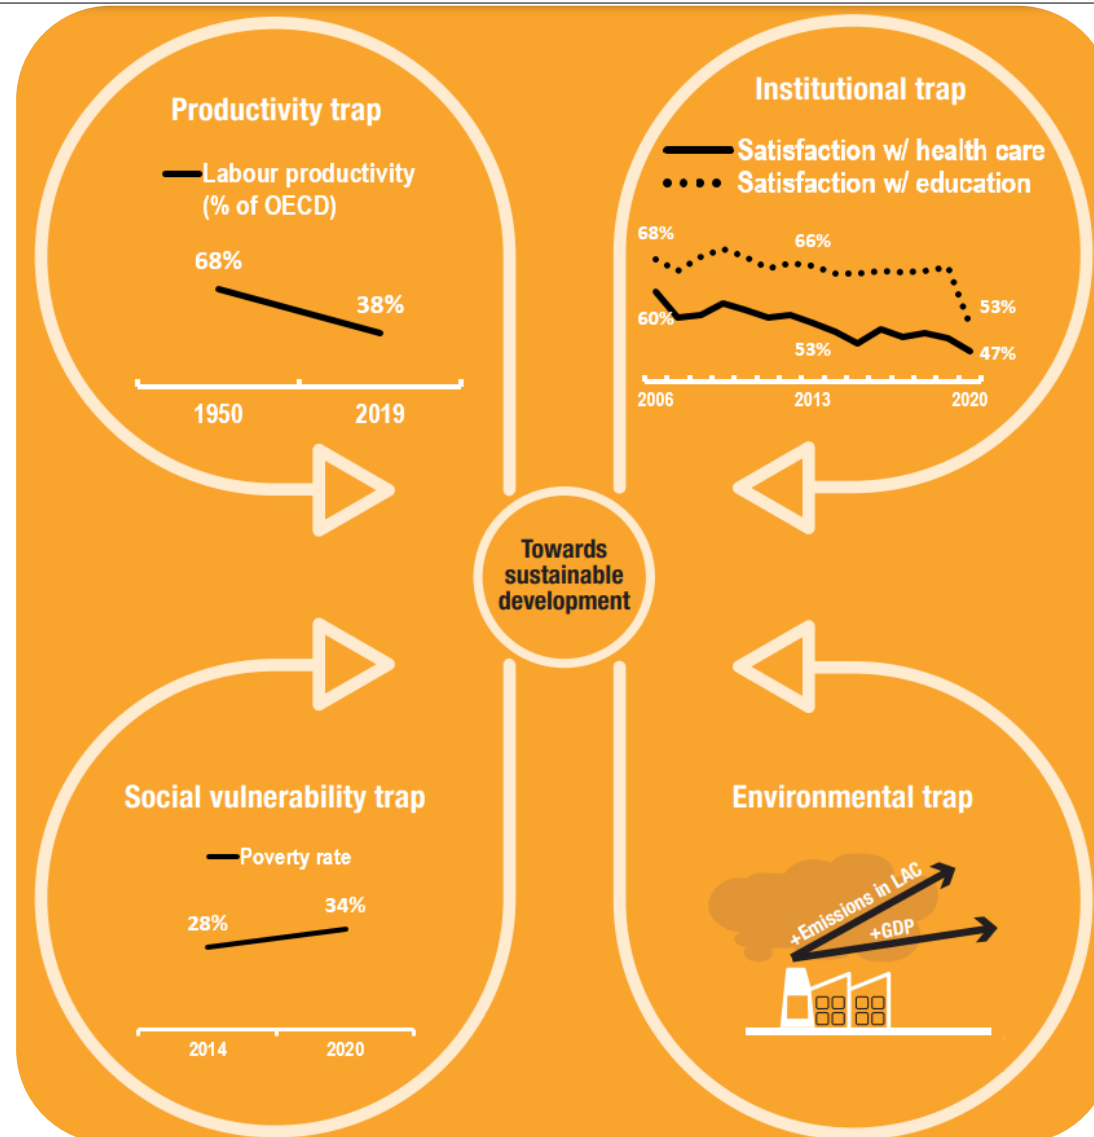 Productivity trap
Labour productivity
(% of OECD)
68%
38%
1950
2019
Institutional trap
Satisfaction w/ health care
Satisfaction w/ education
68%
66%
60%
53%
53%
47%
2006
2013
2020
Towards
sustainable
development
Social vulnerability trap
Poverty rate
28%
34%
2014
2020
Environmental trap
+Emissions in LAC
+GDP